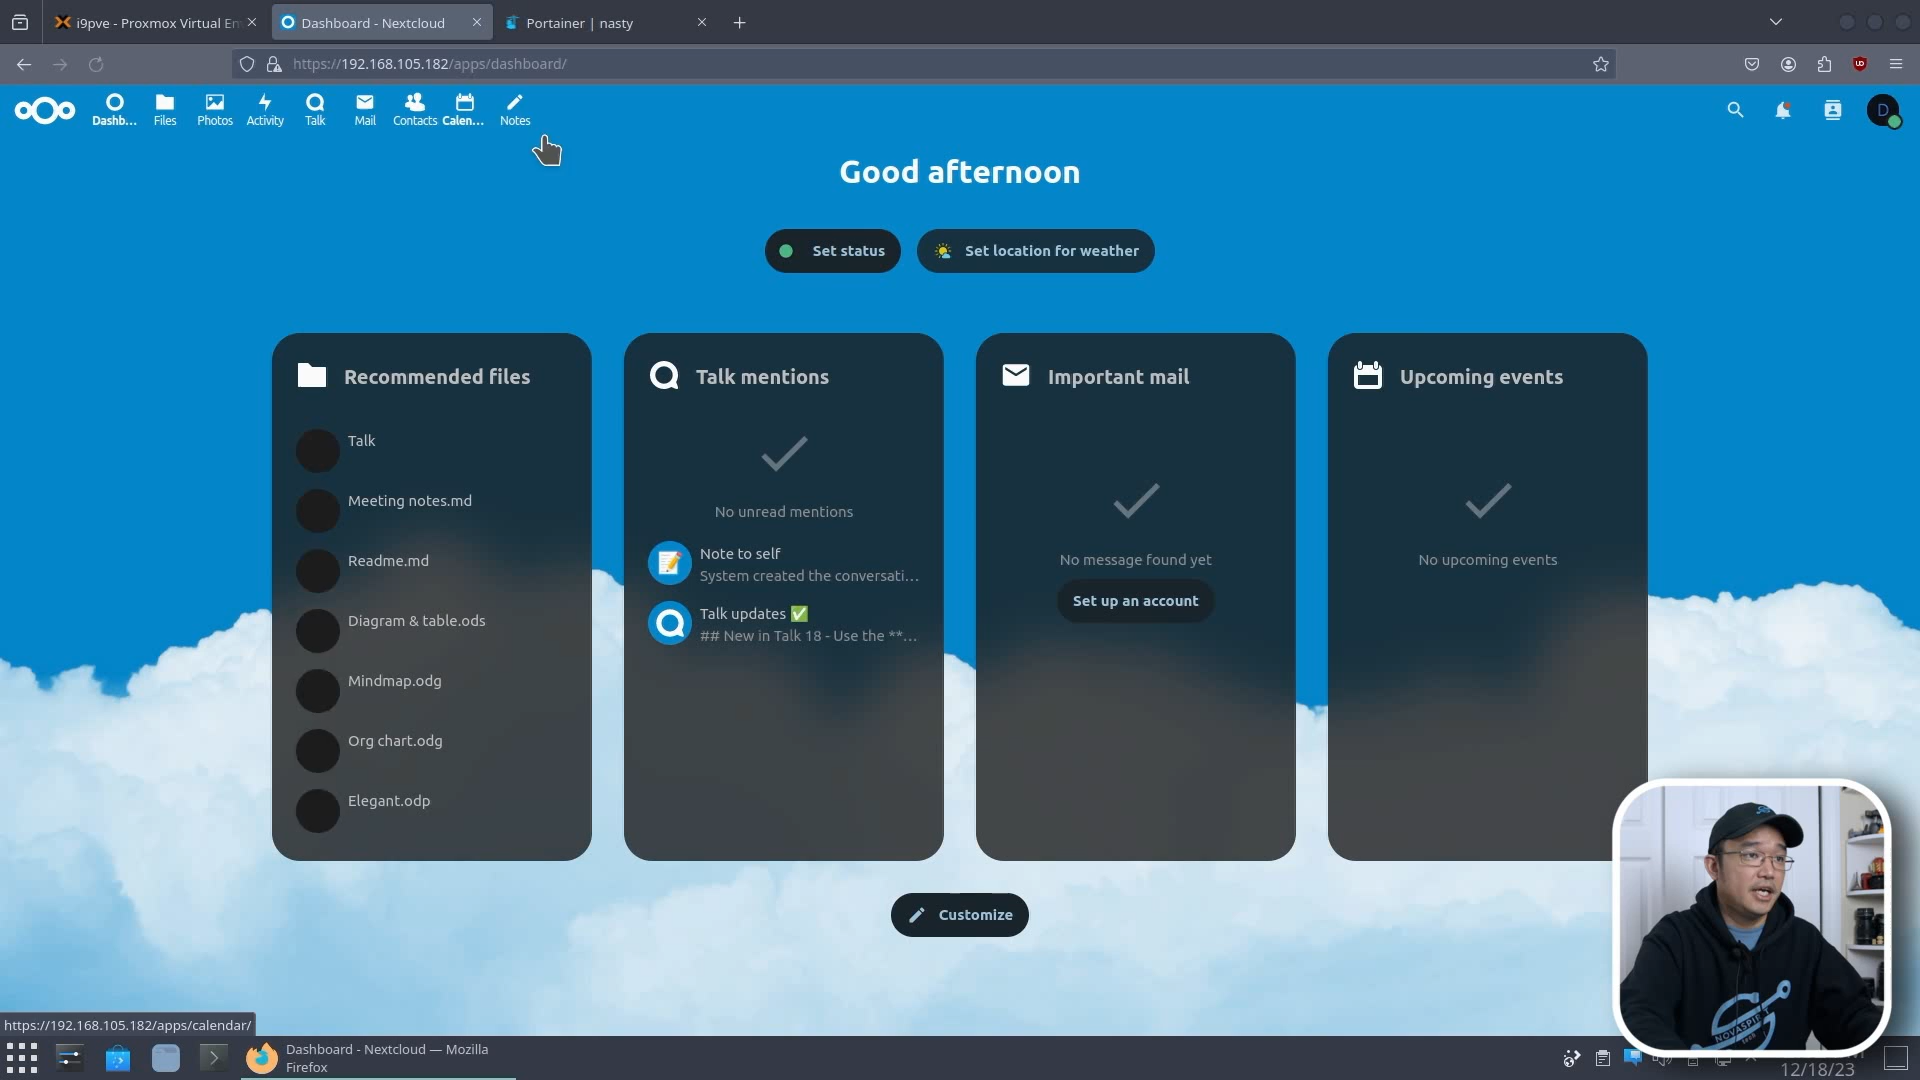 i9pve - Proxmox Virtual En
Dashboard - Nextcloud
Portainer | nasty
https://192.168.105.182/apps/dashboard/
Dashb...
Files
Photos
Activity
Talk
Mail
Contacts
Calen...
Notes
D
Good afternoon
Set status
Set location for weather
Recommended files
Talk
Meeting notes.md
Readme.md
Diagram & table.ods
Mindmap.odg
Org chart.odg
Elegant.odp
Talk mentions
No unread mentions
Note to self
System created the conversati...
Talk updates ✅
## New in Talk 18 - Use the **...
Important mail
No message found yet
Set up an account
Upcoming events
No upcoming events
Customize
NOVASPIRIT
https://192.168.105.182/apps/calendar/
Dashboard - Nextcloud — Mozilla
Firefox
12/18/23